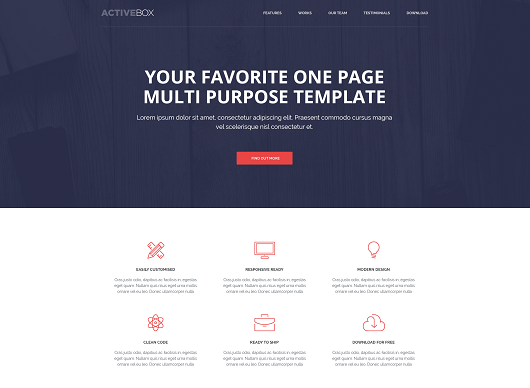 ACTIVEBOX
FEATURES WORKS OUR TEAM TESTIMONIALS DOWNLOAD
YOUR FAVORITE ONE PAGE
MULTI PURPOSE TEMPLATE
Lorem ipsum dolor sit amet, consectetur adipiscing elit. Praesent commodo cursus magna
vel scelerisque nisl consectetur et.
FIND OUT MORE
EASILY CUSTOMISED
Cras justo odio, dapibus ac facilisis in egestas
eget quam. Nullam quis risus eget urna mollis
ornare vel eu leo. Donec ullamcorper nulla
RESPONSIVE READY
Cras justo odio, dapibus ac facilisis in egestas
eget quam. Nullam quis risus eget urna mollis
ornare vel eu leo. Donec ullamcorper nulla
MODERN DESIGN
Cras justo odio, dapibus ac facilisis in egestas
eget quam. Nullam quis risus eget urna mollis
ornare vel eu leo. Donec ullamcorper nulla
CLEAN CODE
Cras justo odio, dapibus ac facilisis in egestas
eget quam. Nullam quis risus eget urna mollis
ornare vel eu leo. Donec ullamcorper nulla
READY TO SHIP
Cras justo odio, dapibus ac facilisis in egestas
eget quam. Nullam quis risus eget urna mollis
ornare vel eu leo. Donec ullamcorper nulla
DOWNLOAD FOR FREE
Cras justo odio, dapibus ac facilisis in egestas
eget quam. Nullam quis risus eget urna mollis
ornare vel eu leo. Donec ullamcorper nulla